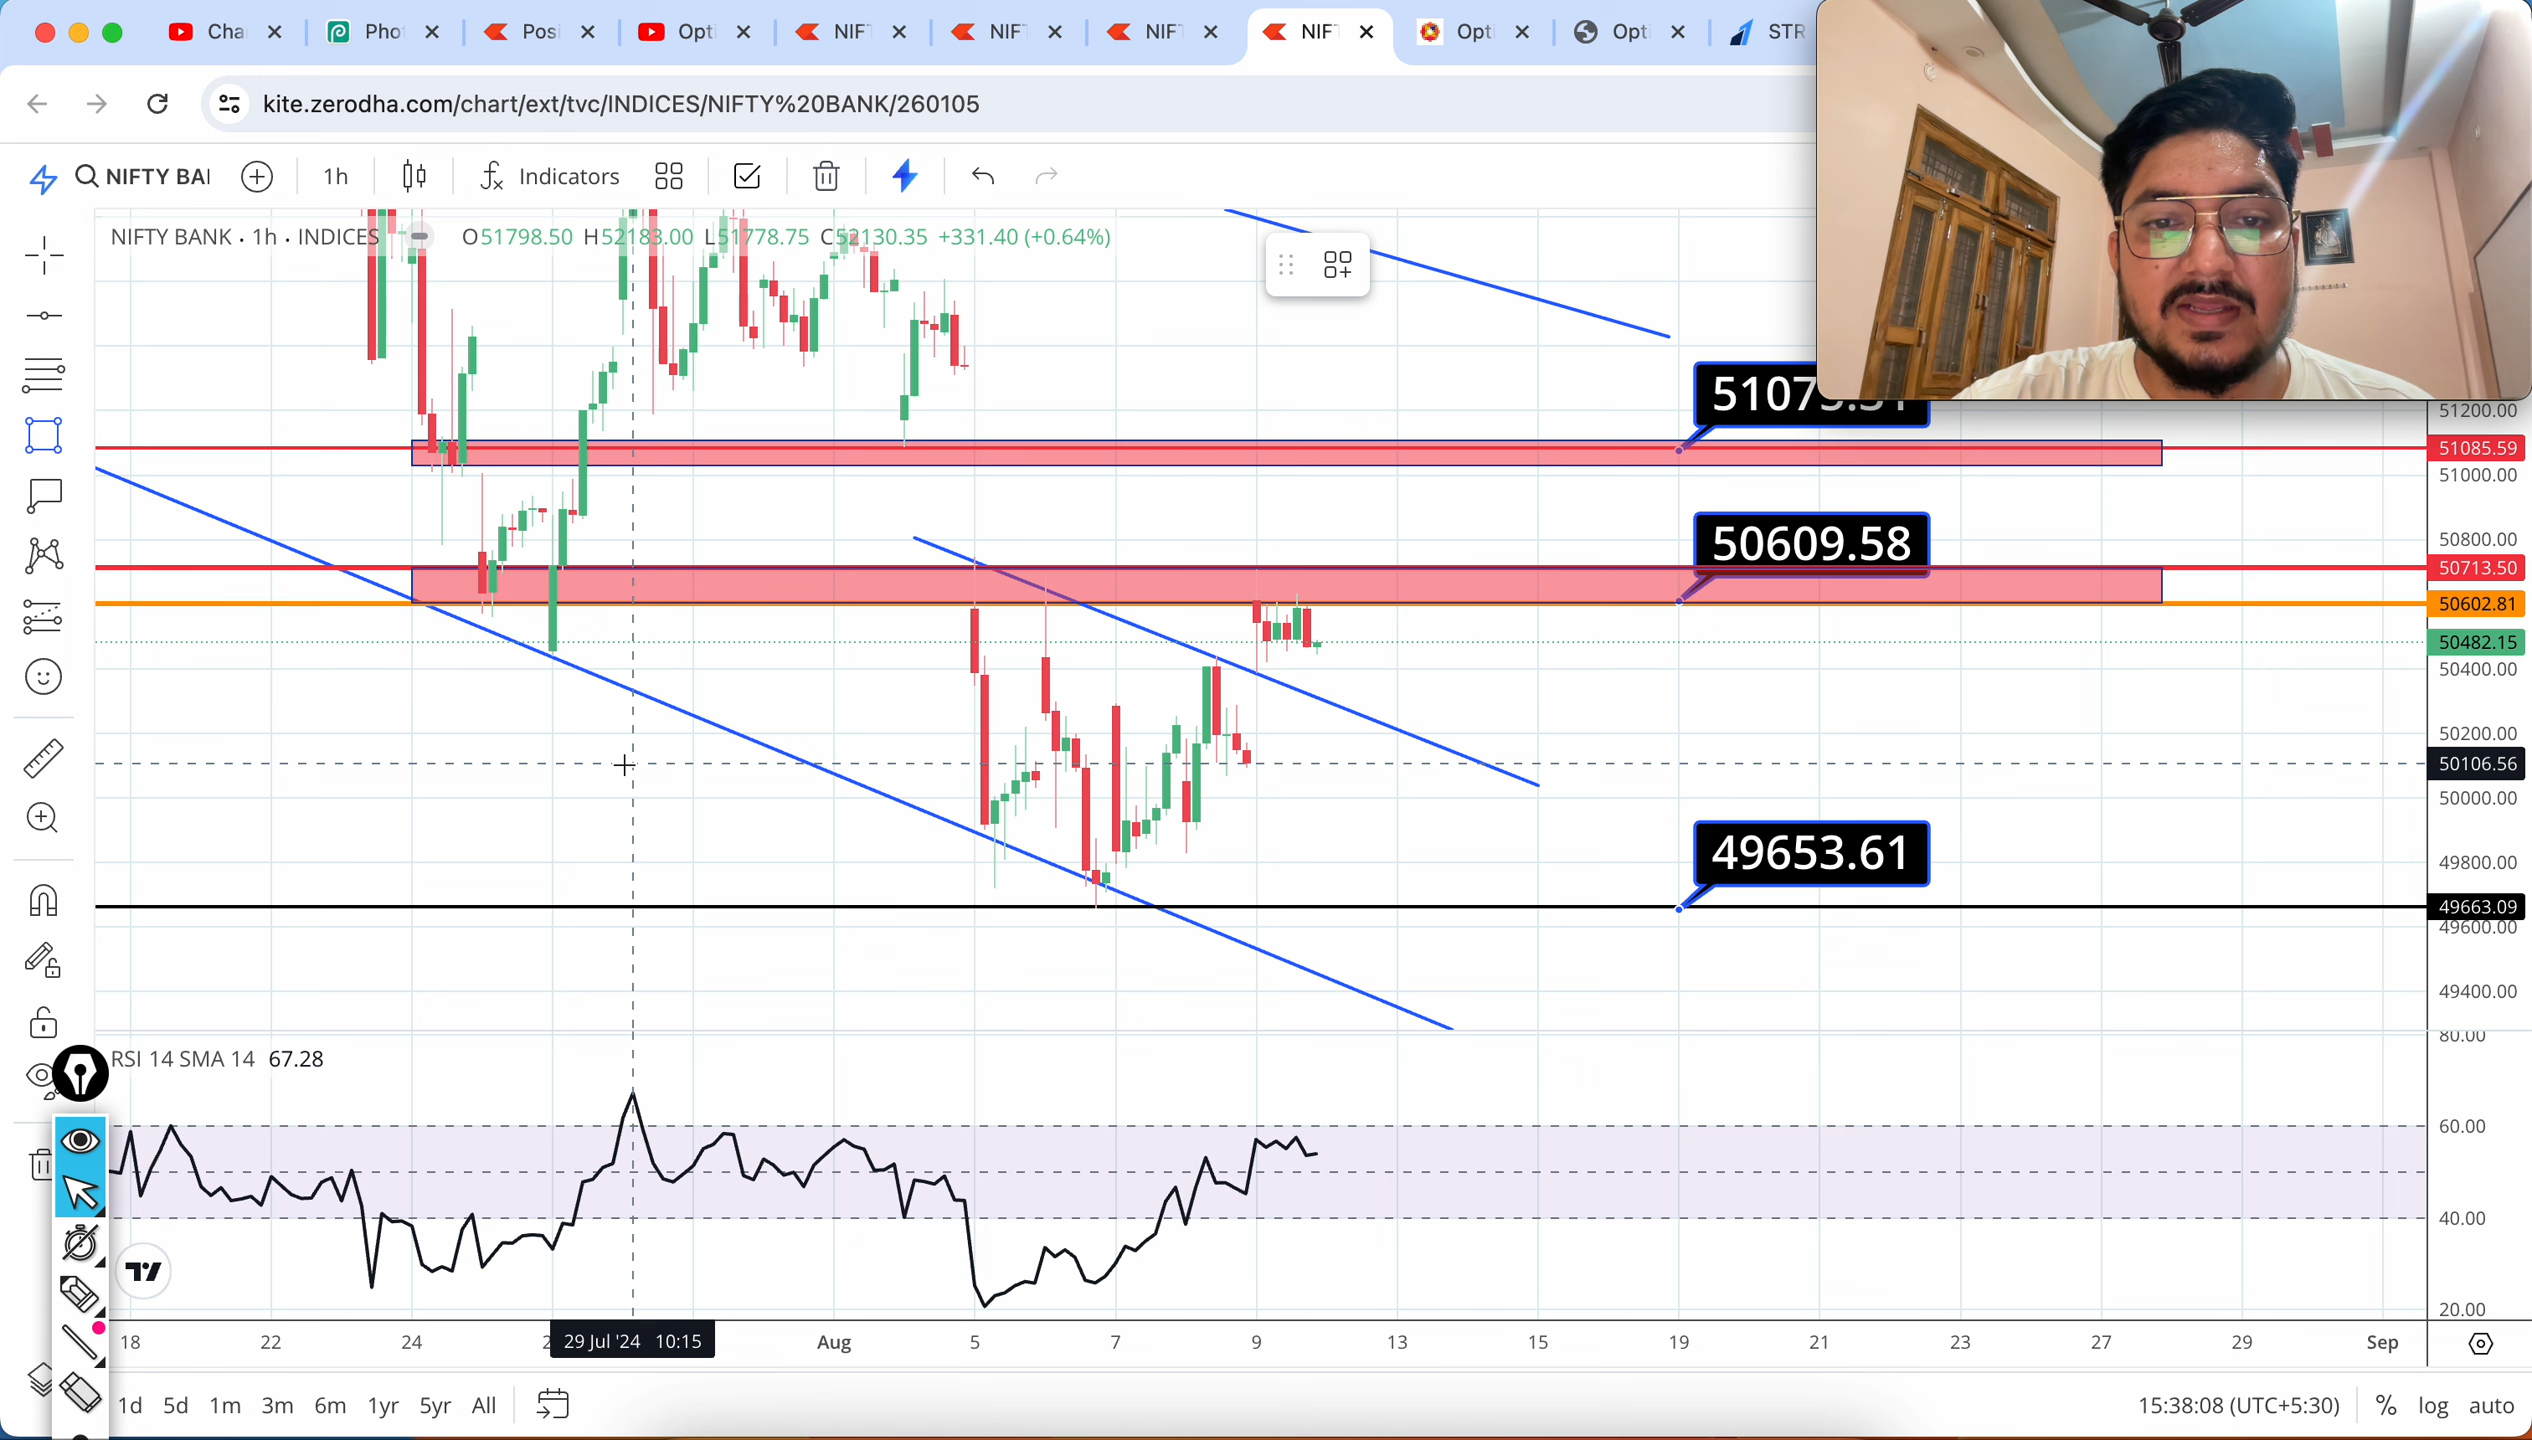 Cha
Pho
Posi
Opti
NIFT
NIFT
NIFT
NIFT
Opti
Opti
STR
kite.zerodha.com/chart/ext/tvc/INDICES/NIFTY%20BANK/260105
NIFTY BAI
1h
Indicators
NIFTY BANK · 1h · INDICES
O51798.50 H52183.00 L51778.75 C52130.35 +331.40 (+0.64%)
51200.00
51085.59
51000.00
50609.58
50800.00
50713.50
50602.81
50482.15
50400.00
50200.00
50106.56
50000.00
49653.61
49800.00
49663.09
49600.00
49400.00
RSI 14 SMA 14 67.28
80.00
60.00
40.00
20.00
18 22 24 29 Jul '24 10:15 Aug 5 7 9 13 15 19 21 23 27 29 Sep
1d 5d 1m 3m 6m 1yr 5yr All
15:38:08 (UTC+5:30) % log auto